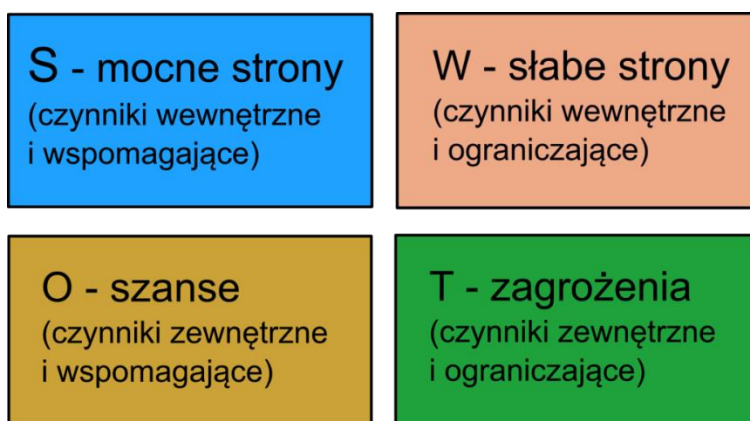 S - mocne strony
(czynniki wewnętrzne
i wspomagające)
W - słabe strony
(czynniki wewnętrzne
i ograniczające)
O - szanse
(czynniki zewnętrzne
i wspomagające)
T - zagrożenia
(czynniki zewnętrzne
i ograniczające)